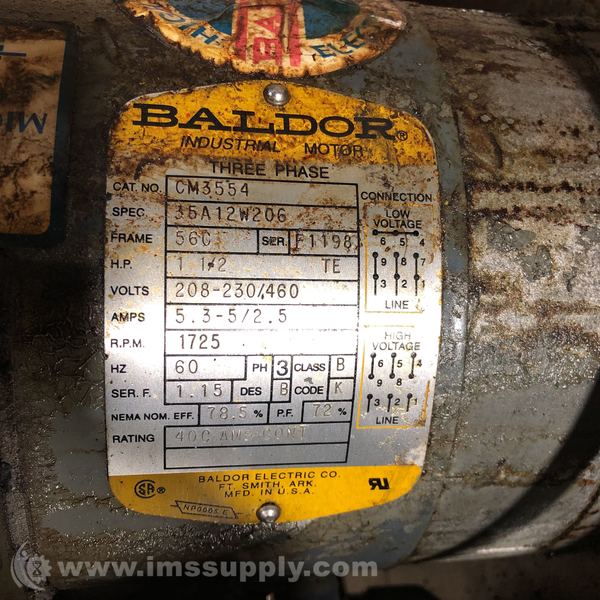 BALDOR®
INDUSTRIAL MOTOR
THREE PHASE
CAT. NO. CM3554
SPEC. 35A12W206
FRAME 56C SER. F1198
H.P. 1 1/2 TE
VOLTS 208-230/460
AMPS 5.3-5/2.5
R.P.M. 1725
HZ 60 PH 3 CLASS B
SER. F. 1.15 DES B CODE K
NEMA NOM. EFF. 78.5 % P.F. 72 %
RATING 40C AMB-CONT
CONNECTION
LOW
VOLTAGE
6 5 4
9 8 7
3 2 1
LINE
HIGH
VOLTAGE
6 5 4
9 8
3 2 1
LINE
BALDOR ELECTRIC CO.
FT. SMITH, ARK.
MFD. IN U.S.A.
SA ®
NP0005 E
www.imssupply.com